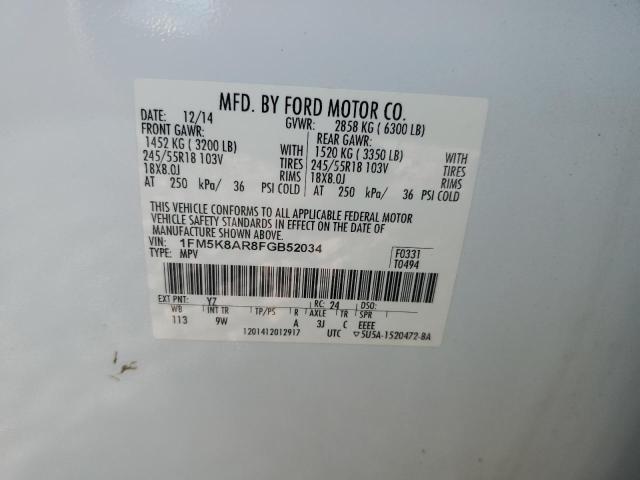 MFD. BY FORD MOTOR CO.
DATE: 12/14 GVWR: 2858 KG ( 6300 LB)
FRONT GAWR: REAR GAWR:
1452 KG ( 3200 LB) WITH 1520 KG ( 3350 LB) WITH
245/55R18 103V TIRES 245/55R18 103V TIRES
18X8.0J RIMS 18X8.0J RIMS
AT 250 kPa/ 36 PSI COLD AT 250 kPa/ 36 PSI COLD
THIS VEHICLE CONFORMS TO ALL APPLICABLE FEDERAL MOTOR
VEHICLE SAFETY STANDARDS IN EFFECT ON THE DATE OF
MANUFACTURE SHOWN ABOVE.
VIN: 1FM5K8AR8FGB52034 F0331
TYPE: MPV T0494
EXT PNT: YZ RC: 24 DSO:
WB INT TR TP/PS R AXLE TR SPR
113 9W A 3J C EEEE
1201412012917 UTC ▽5U5A-1520472-BA